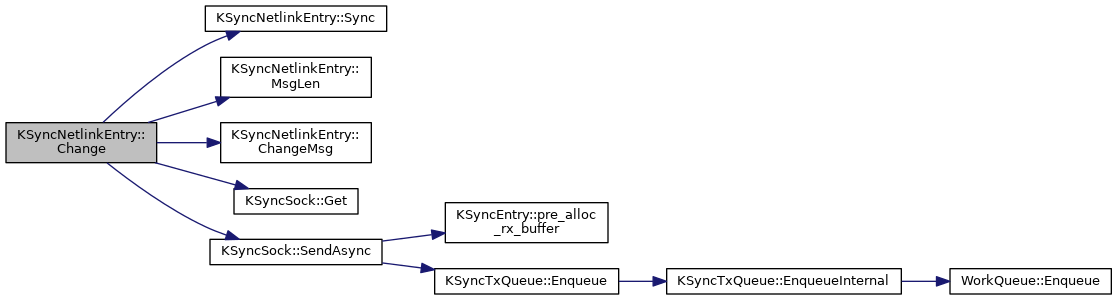 KSyncNetlinkEntry::
Change
KSyncNetlinkEntry::Sync
KSyncNetlinkEntry::
MsgLen
KSyncNetlinkEntry::
ChangeMsg
KSyncSock::Get
KSyncSock::SendAsync
KSyncEntry::pre_alloc
_rx_buffer
KSyncTxQueue::Enqueue
KSyncTxQueue::EnqueueInternal
WorkQueue::Enqueue